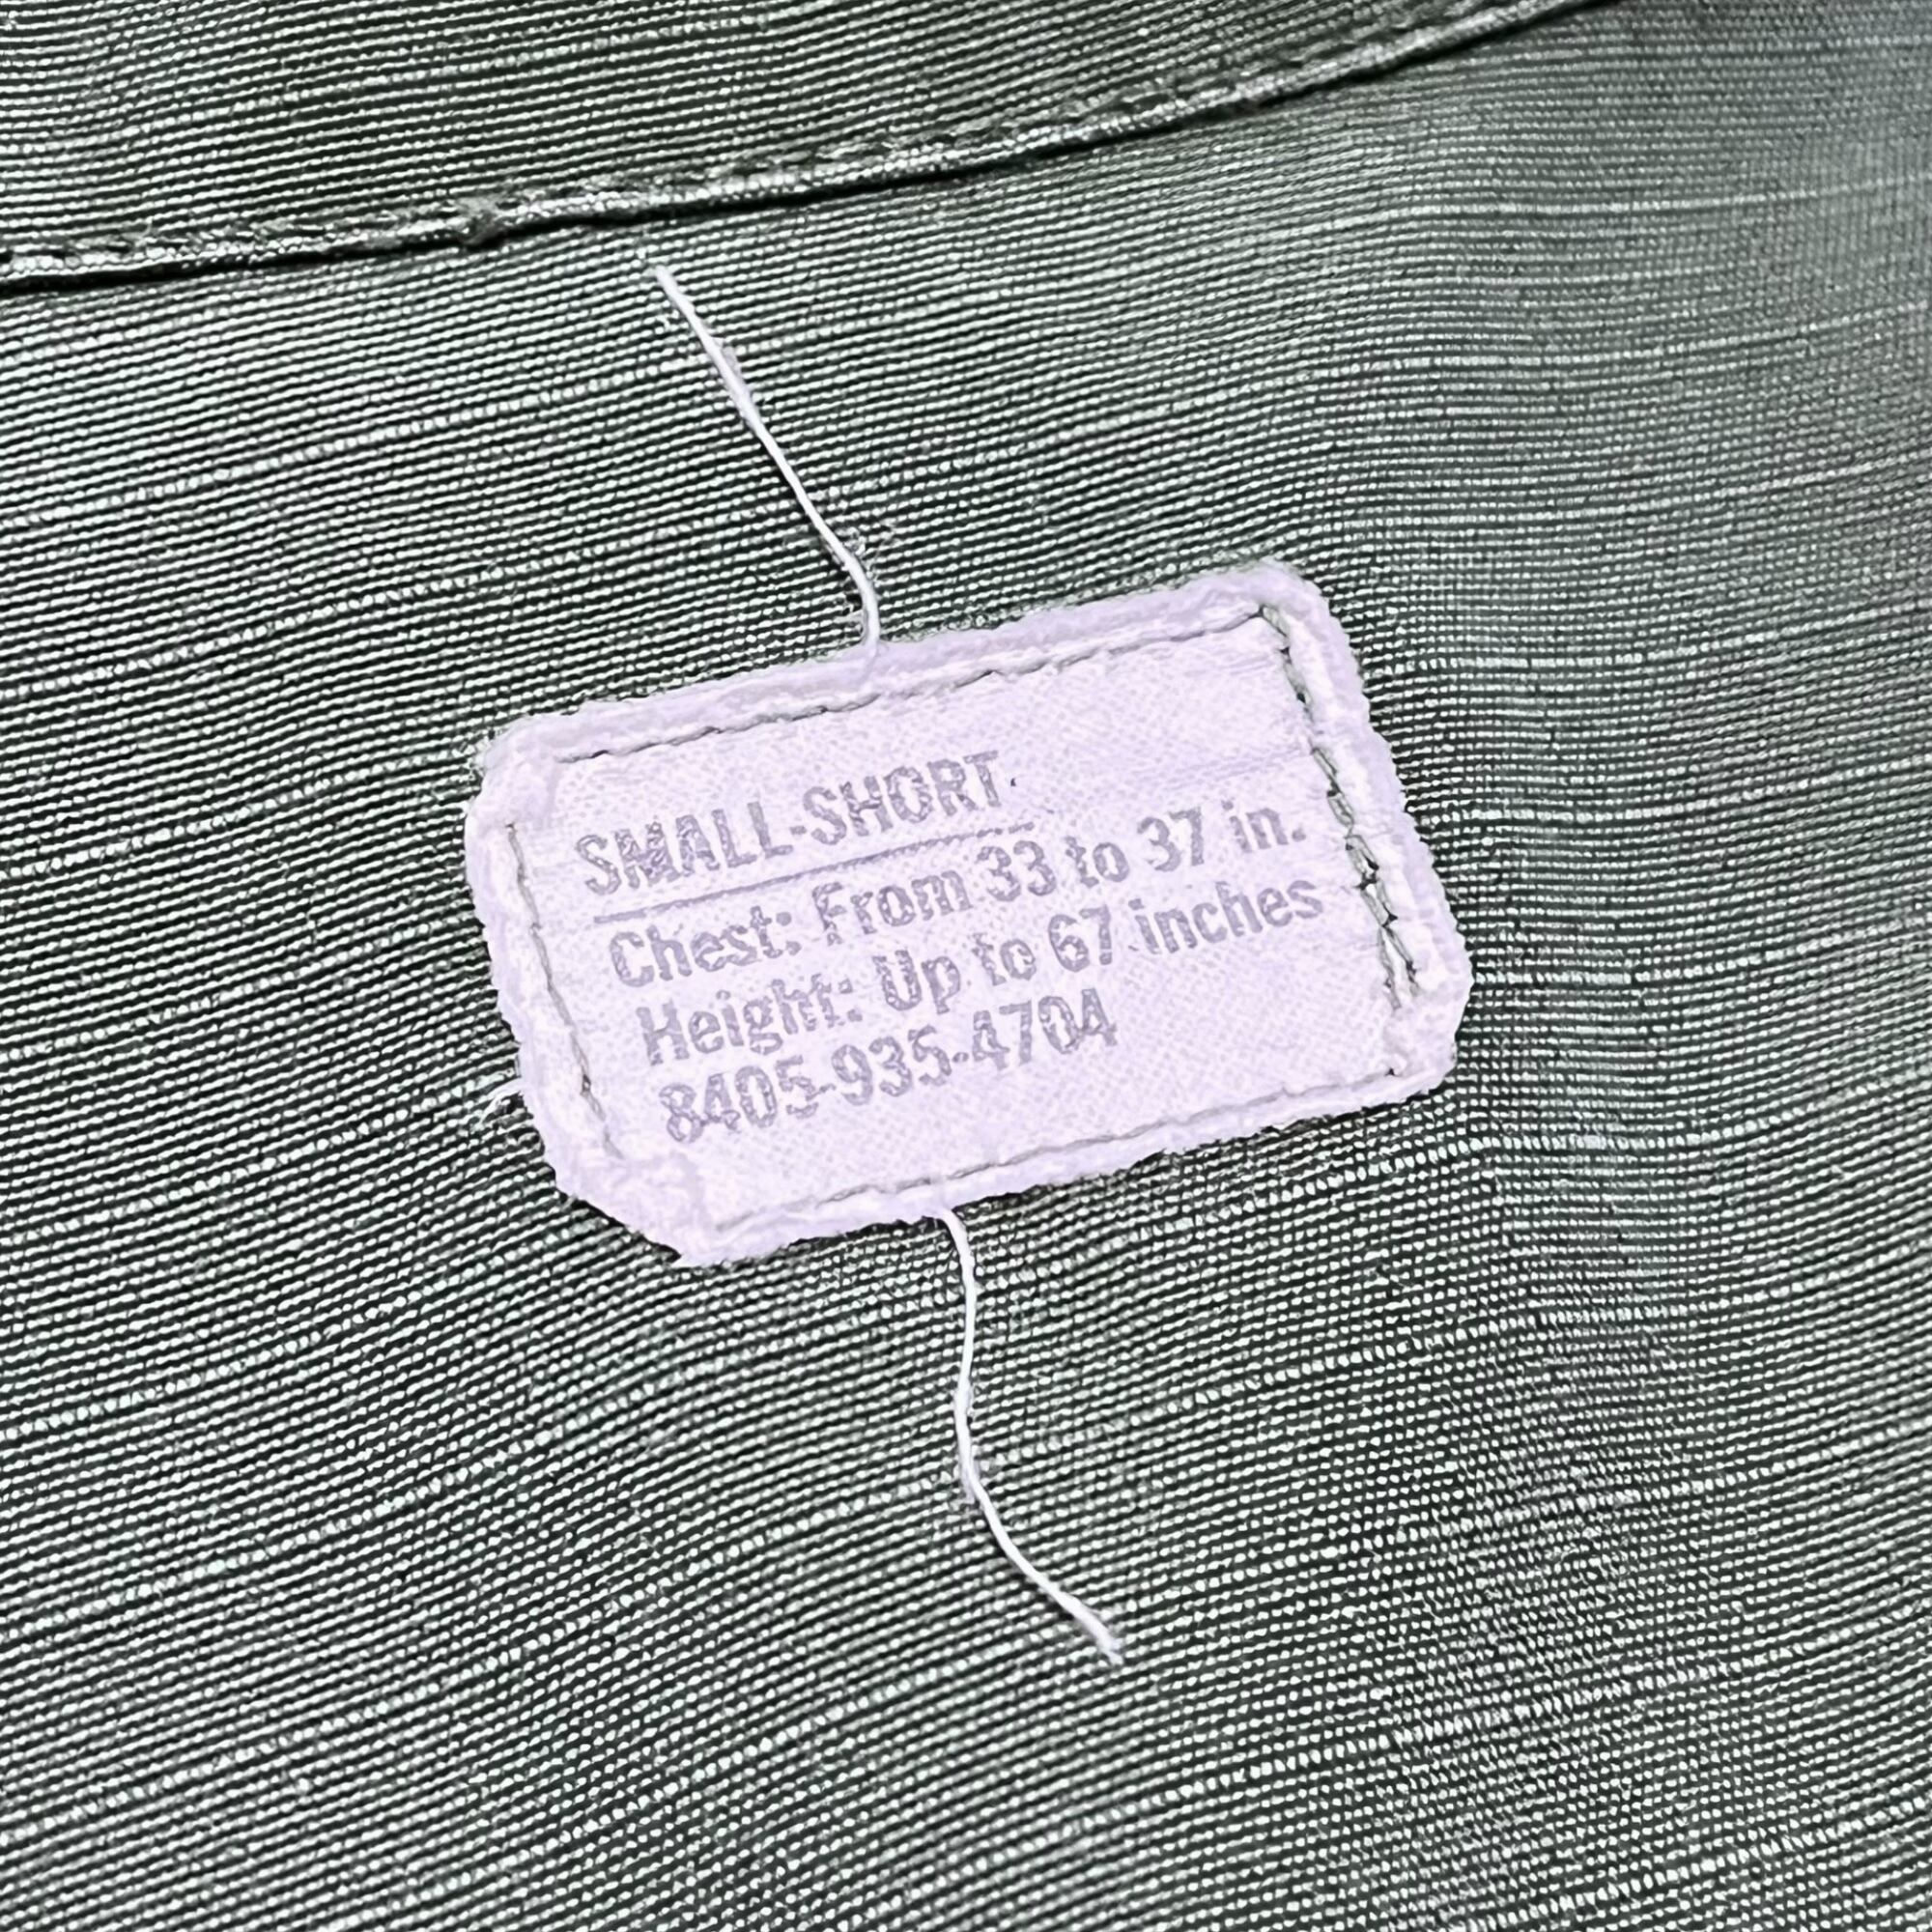 SMALL-SHORT
Chest: From 33 to 37 in.
Height: Up to 67 inches
8405-935-4704